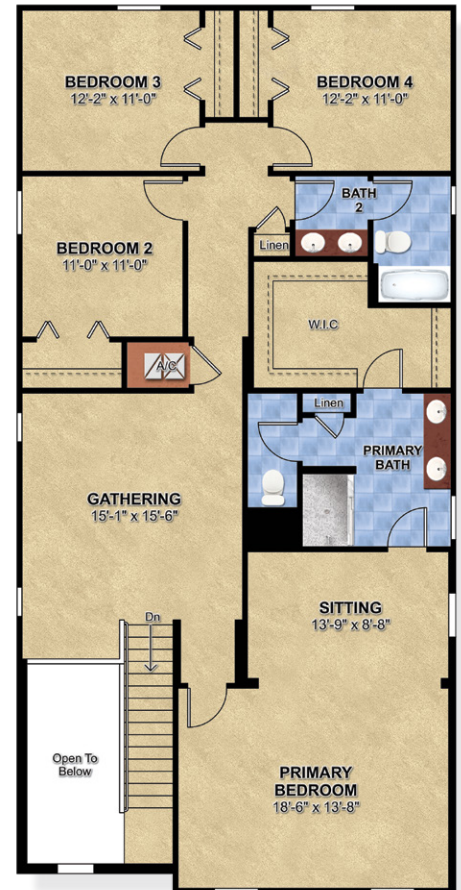 BEDROOM 3
12'-2" x 11'-0"
BEDROOM 4
12'-2" x 11'-0"
BATH
2
BEDROOM 2
11'-0" x 11'-0"
Linen
W.I.C
A/C
Linen
PRIMARY
BATH
GATHERING
15'-1" x 15'-6"
SITTING
13'-9" x 8'-8"
Dn
Open To
Below
PRIMARY
BEDROOM
18'-6" x 13'-8"